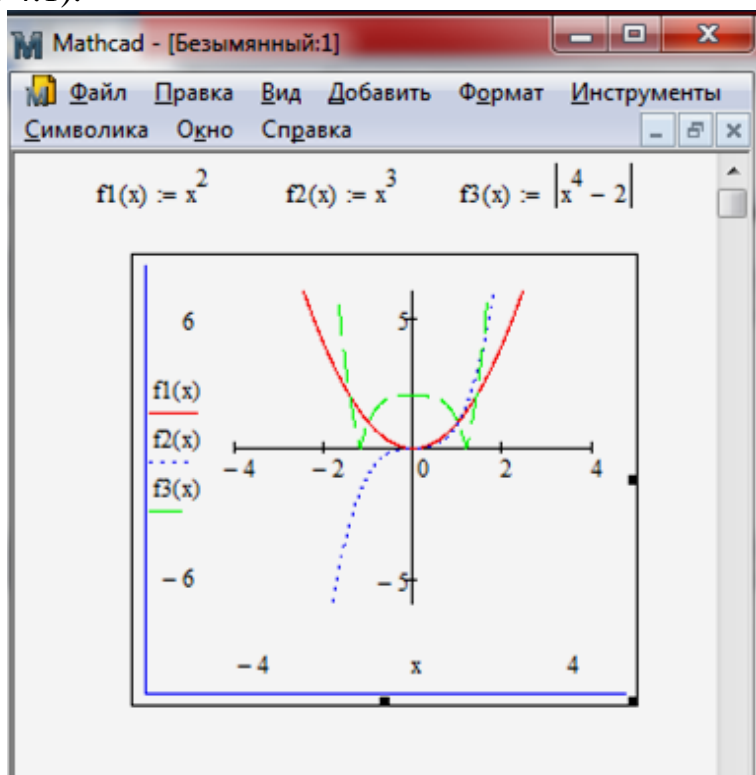 Mathcad - [Безымянный:1]
Файл Правка Вид Добавить Формат Инструменты
Символика Окно Справка
f1(x) := x² f2(x) := x³ f3(x) := |x⁴ − 2|
6 5
f1(x)
f2(x)
−4 −2 0 2 4
f3(x)
−6 −5
−4 x 4